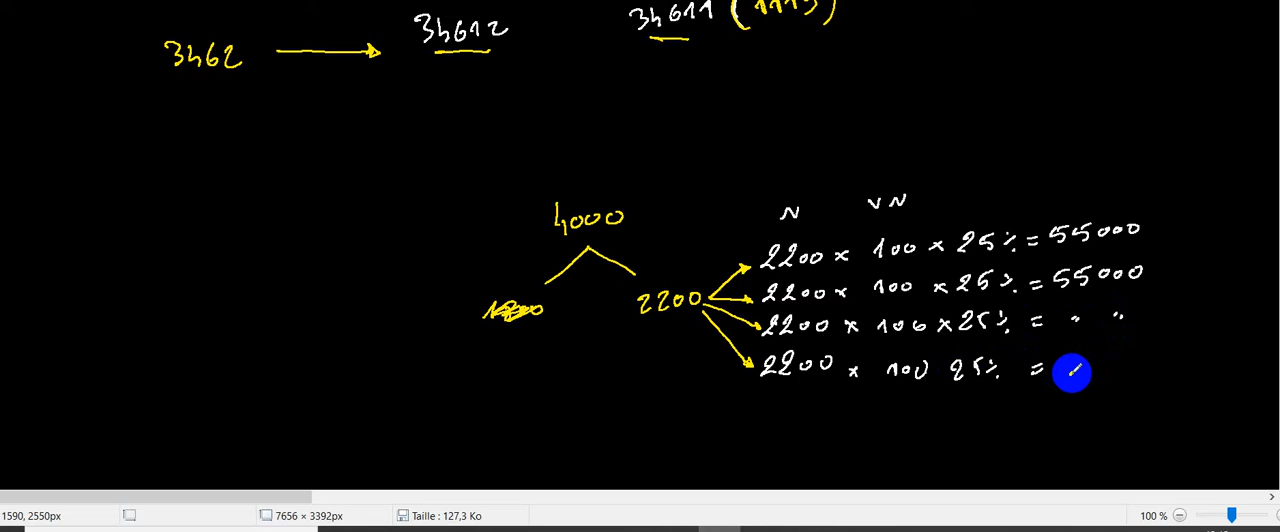 34612 34611 (1113)
3462
N VN
4000
2200 x 100 x 25% = 55000
2200 x 100 x 25% = 55000
2200
2200 x 100 x 25% = " "
2200 x 100 25% =
1590, 2550px 7656 × 3392px Taille : 127,3 Ko 100 %